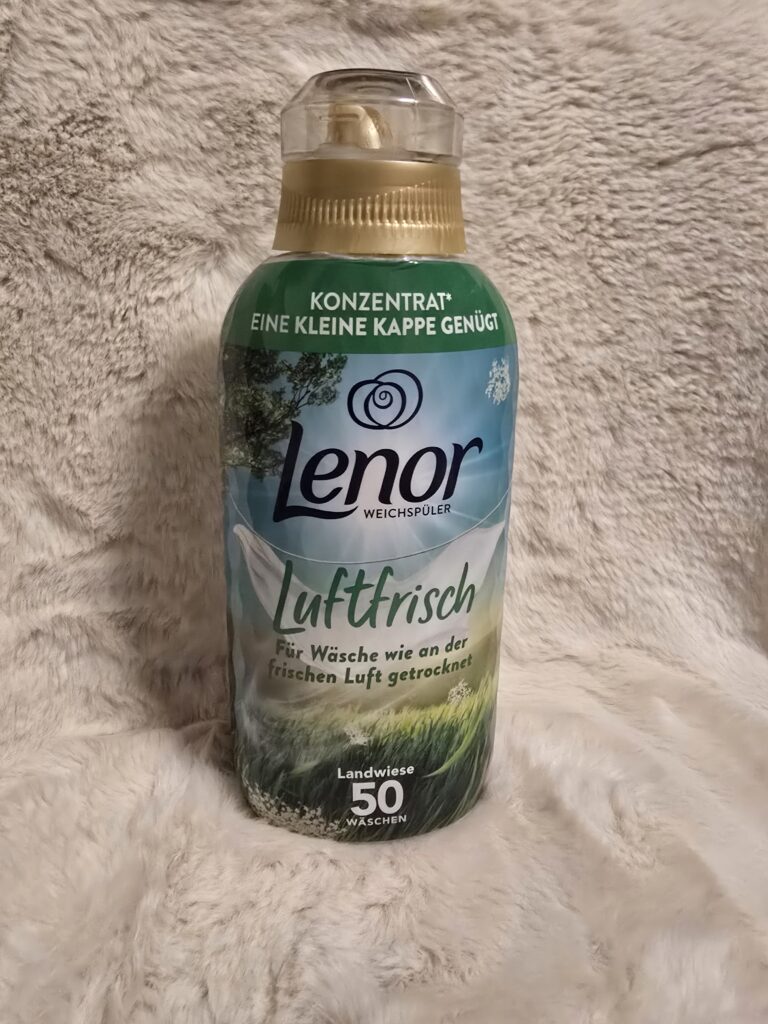 KONZENTRAT*
EINE KLEINE KAPPE GENÜGT
Lenor
WEICHSPÜLER
Luftfrisch
Für Wäsche wie an der
frischen Luft getrocknet
Landwiese
50
WÄSCHEN